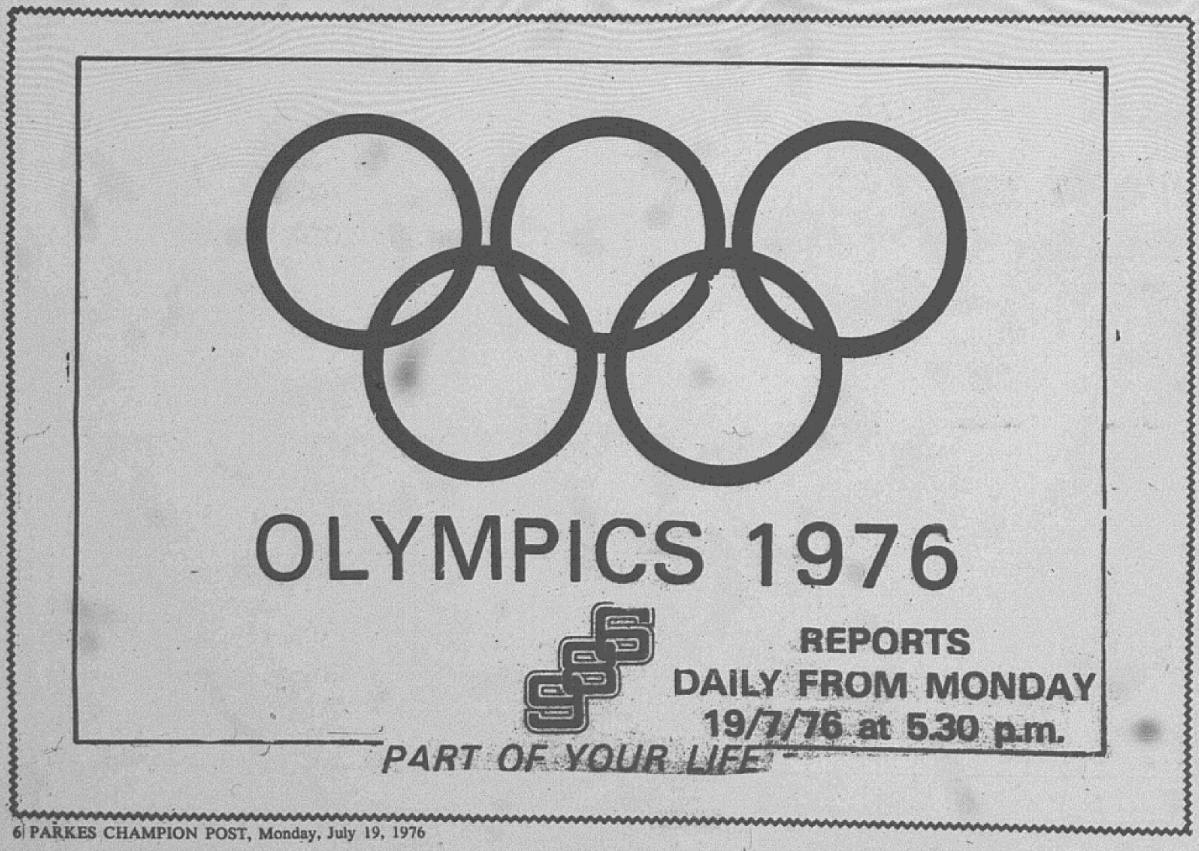 OLYMPICS 1976
986
REPORTS
DAILY FROM MONDAY
19/7/76 at 5.30 p.m.
PART OF YOUR LIFE
6| PARKES CHAMPION POST, Monday, July 19, 1976